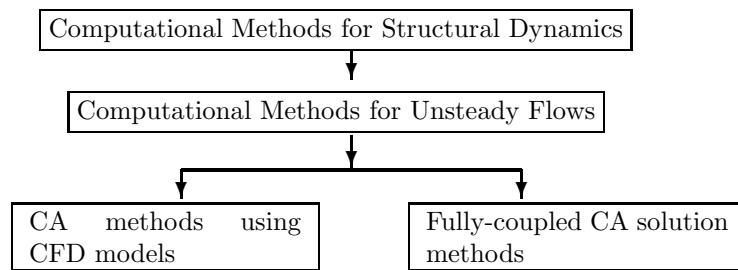 Computational Methods for Structural Dynamics
Computational Methods for Unsteady Flows
CA methods using
CFD models
Fully-coupled CA solution
methods